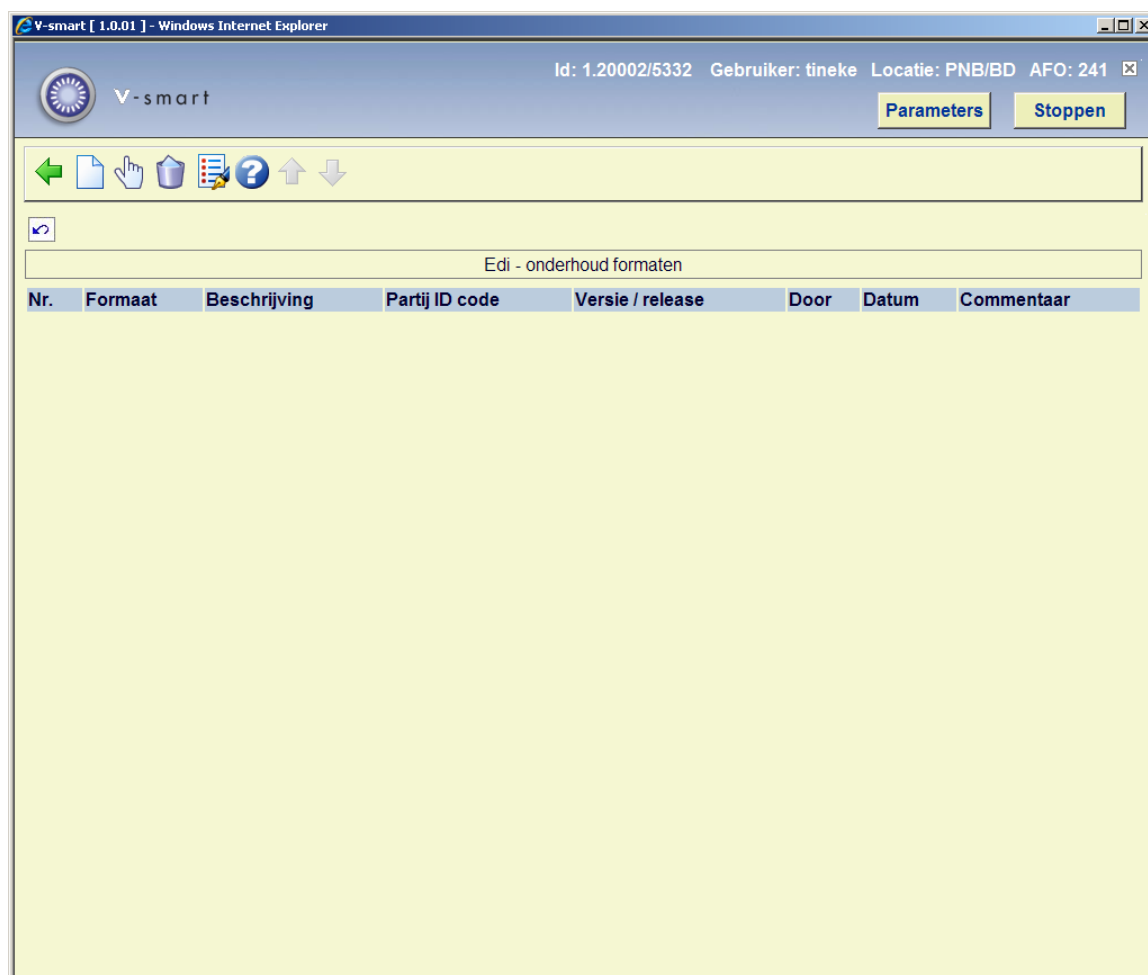 V-smart [ 1.0.01 ] - Windows Internet Explorer
Id: 1.20002/5332 Gebruiker: tineke Locatie: PNB/BD AFO: 241
V-smart
Parameters Stoppen
Edi - onderhoud formaten
Nr. Formaat Beschrijving Partij ID code Versie / release Door Datum Commentaar